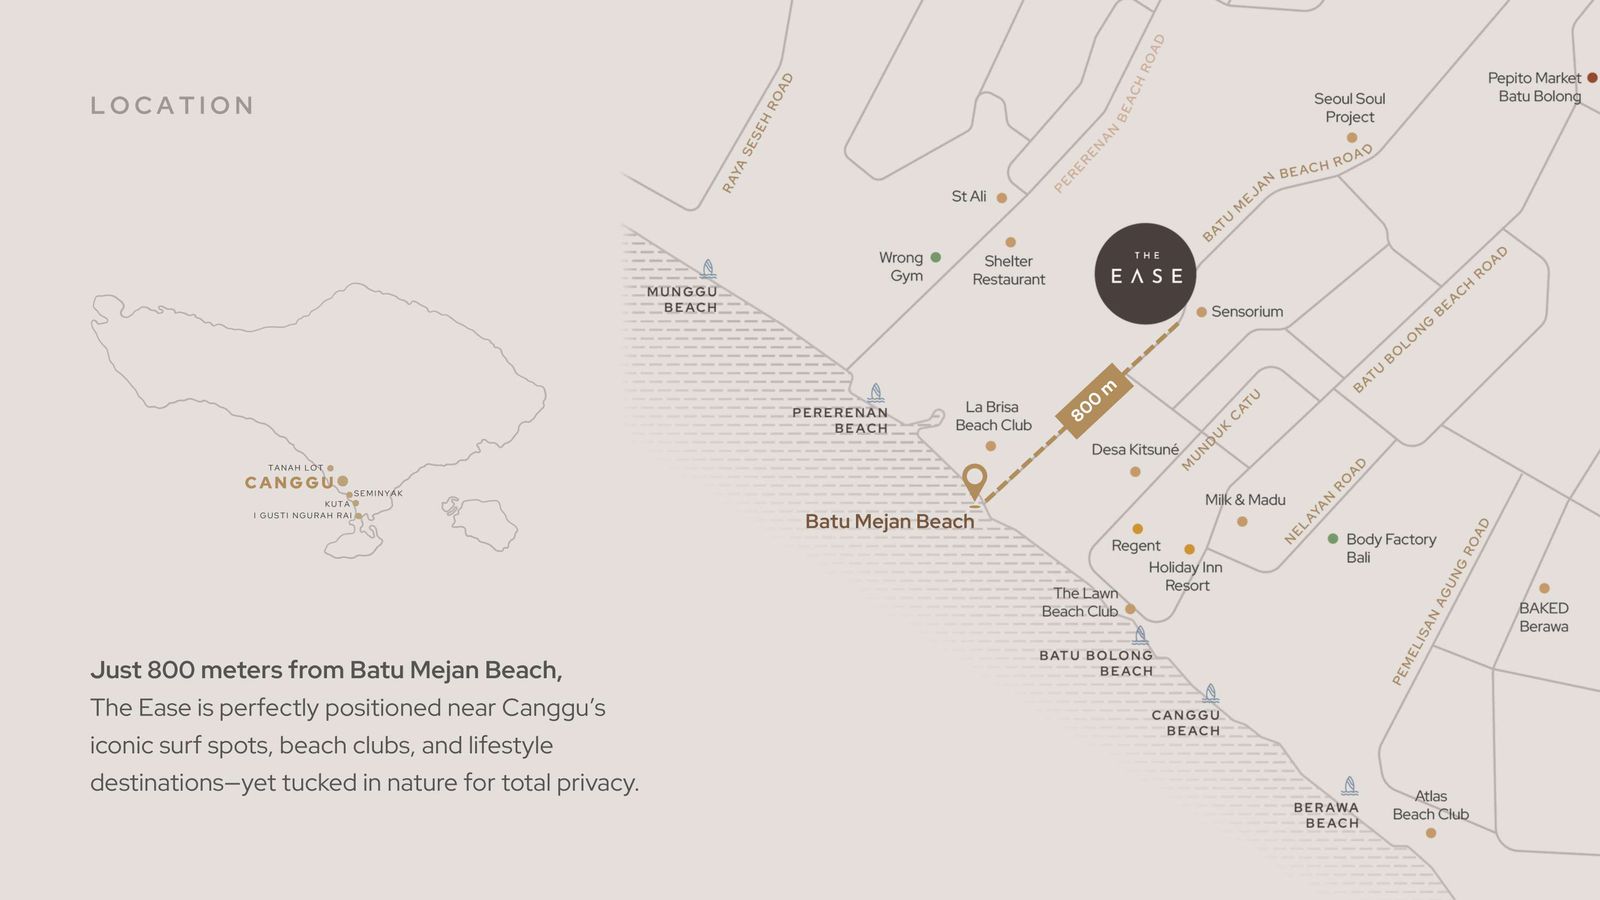 LOCATION
RAYA SESEH ROAD
PERERENAN BEACH ROAD
Pepito Market
Batu Bolong
Seoul Soul
Project
BATU MEJAN BEACH ROAD
St Ali
Wrong
Gym
Shelter
Restaurant
THE
EASE
MUNGGU
BEACH
Sensorium
BATU BOLONG BEACH ROAD
800 m
PERERENAN
BEACH
La Brisa
Beach Club
MUNDUK CATU
Desa Kitsuné
TANAH LOT
CANGGU
SEMINYAK
KUTA
I GUSTI NGURAH RAI
Batu Mejan Beach
Milk & Madu
NELAYAN ROAD
Regent
Holiday Inn
Resort
Body Factory
Bali
PEMELISAN AGUNG ROAD
The Lawn
Beach Club
BAKED
Berawa
BATU BOLONG
BEACH
CANGGU
BEACH
BERAWA
BEACH
Atlas
Beach Club
Just 800 meters from Batu Mejan Beach,
The Ease is perfectly positioned near Canggu’s
iconic surf spots, beach clubs, and lifestyle
destinations—yet tucked in nature for total privacy.